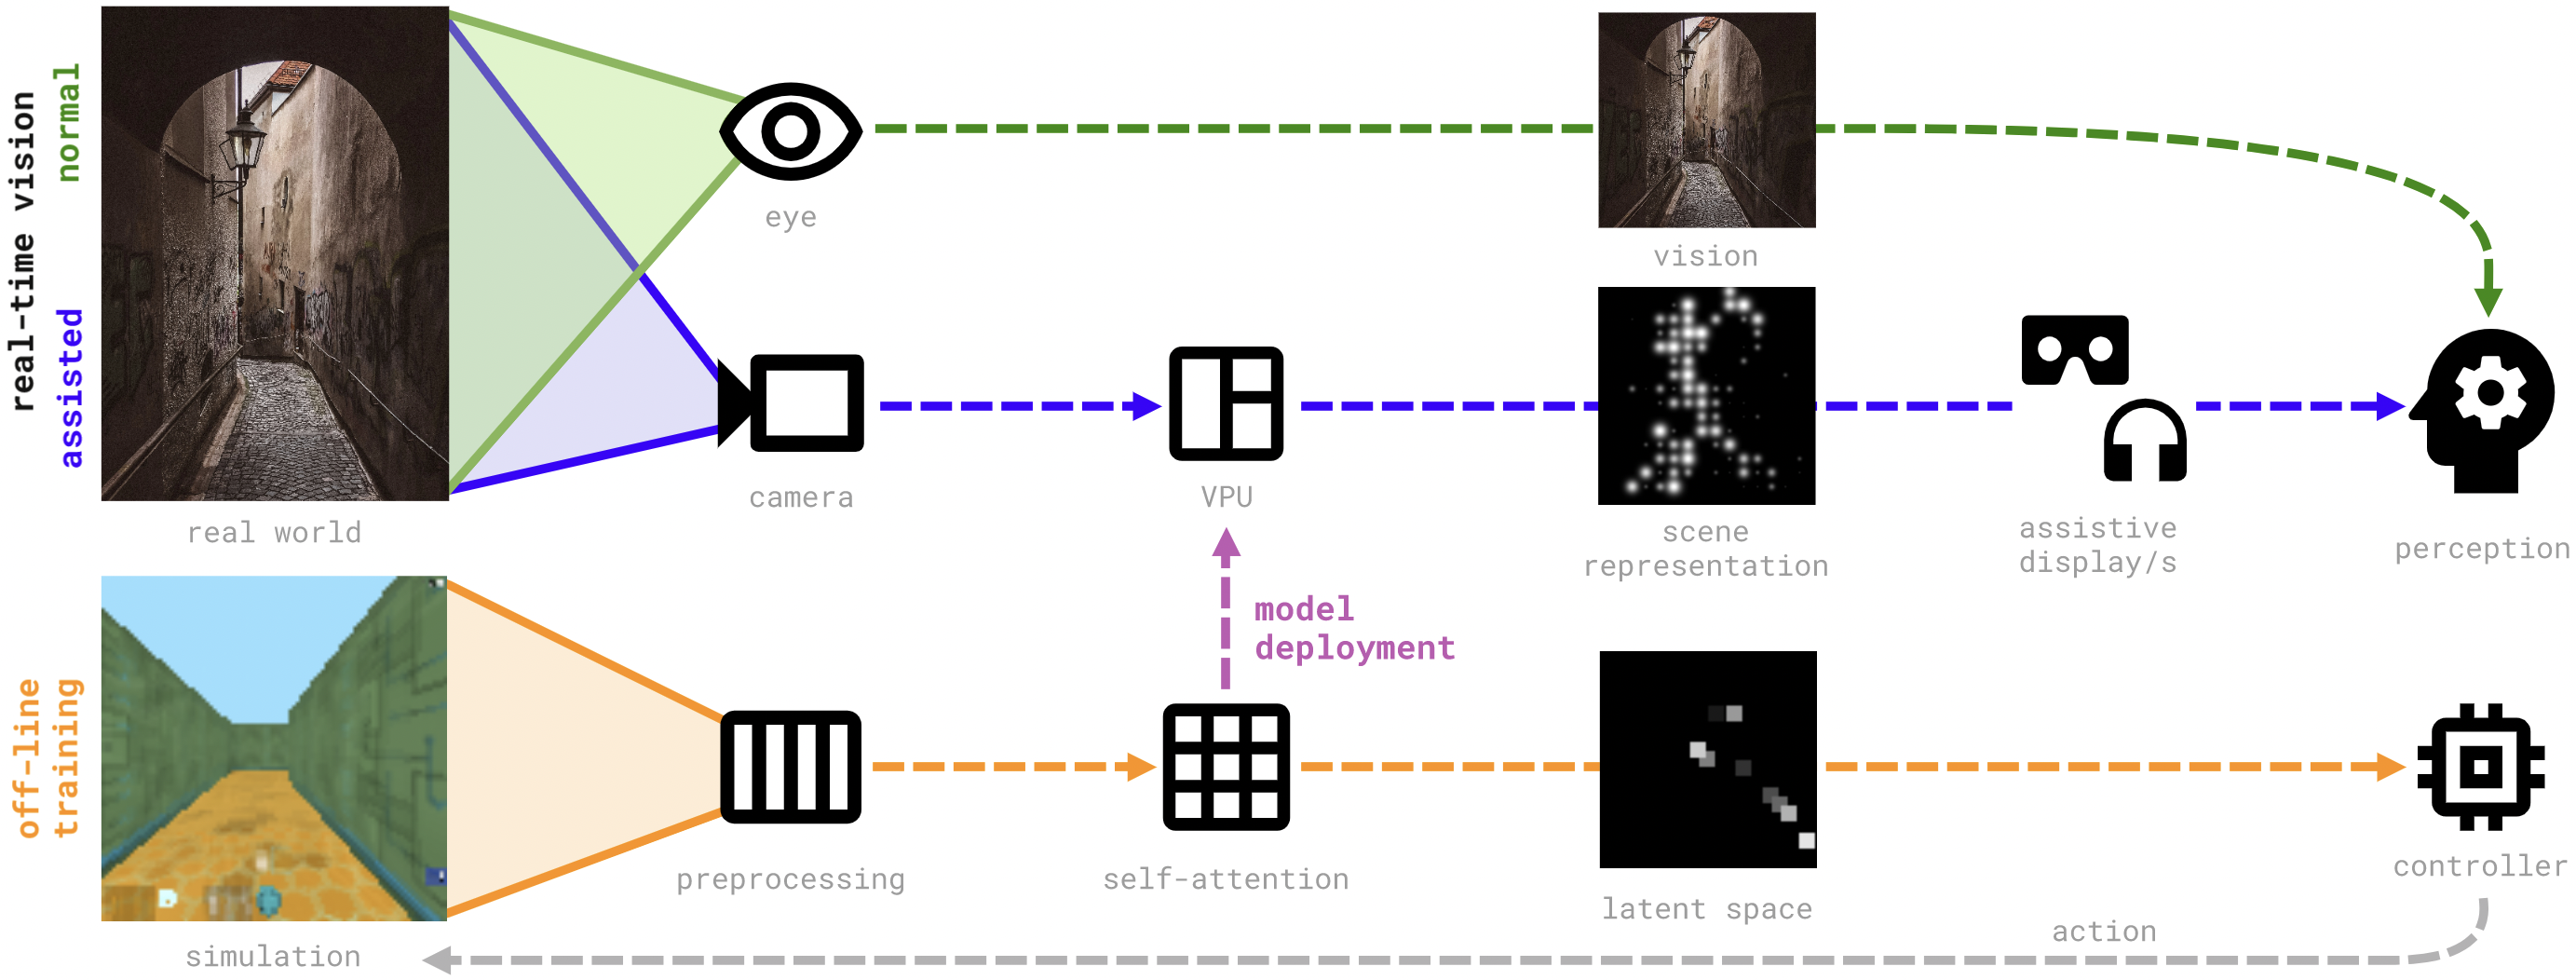 real-time vision
normal
assisted
real world
eye
camera
VPU
vision
scene
representation
assistive
display/s
perception
off-line
training
simulation
preprocessing
self-attention
model
deployment
latent space
controller
action